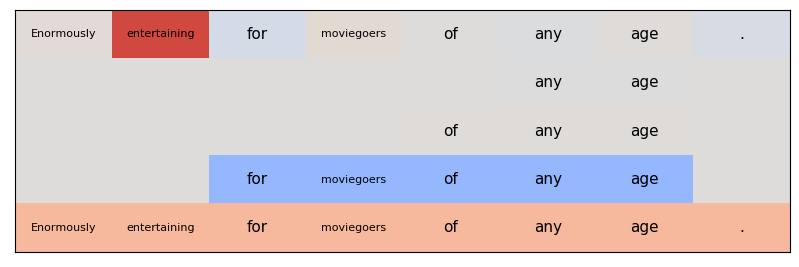 Enormously entertaining for moviegoers of any age .
any age
of any age
for moviegoers of any age
Enormously entertaining for moviegoers of any age .